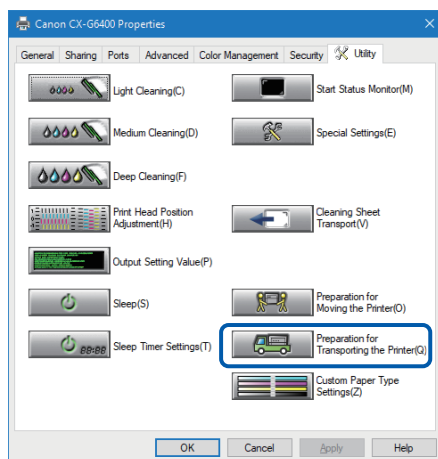 Canon CX-G6400 Properties
General Sharing Ports Advanced Color Management Security Utility
Light Cleaning(C)
Start Status Monitor(M)
Medium Cleaning(D)
Special Settings(E)
Deep Cleaning(F)
Print Head Position
Adjustment(H)
Cleaning Sheet
Transport(V)
Output Setting Value(P)
Sleep(S)
Preparation for
Moving the Printer(O)
88:88
Sleep Timer Settings(T)
Preparation for
Transporting the Printer(Q)
Custom Paper Type
Settings(Z)
OK Cancel Apply Help